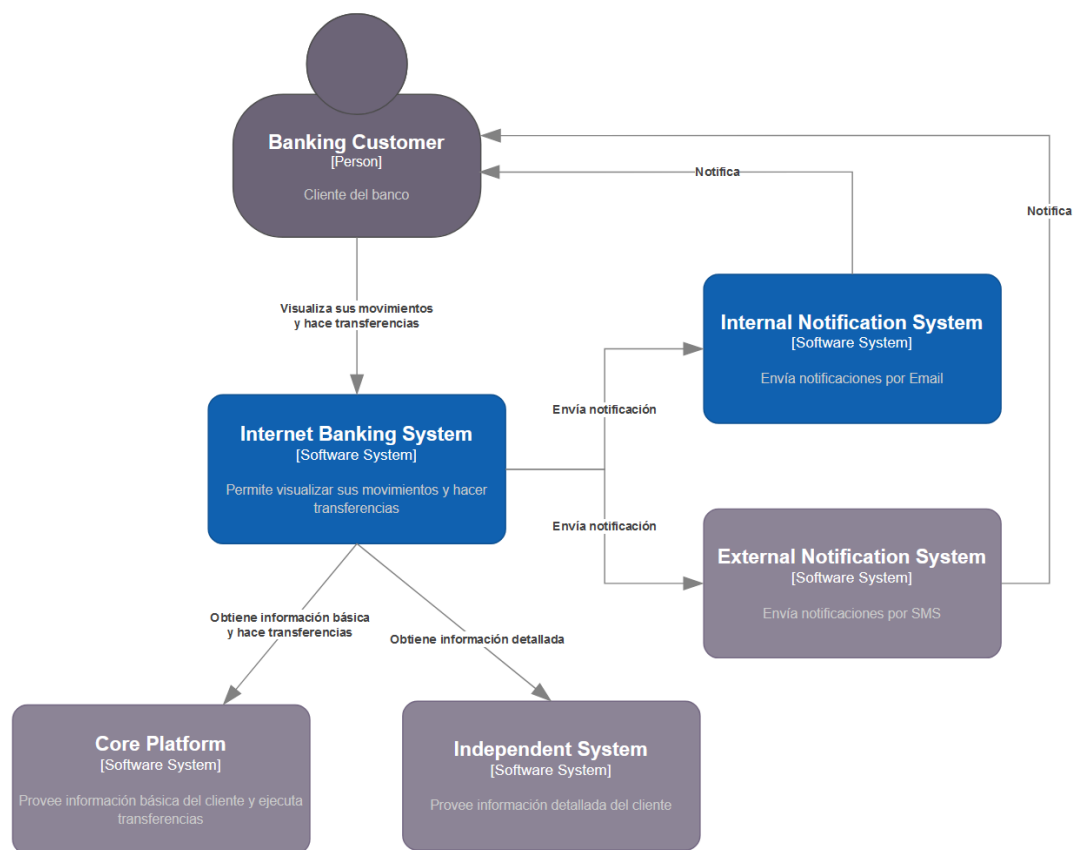 Banking Customer
[Person]
Cliente del banco
Notifica
Notifica
Visualiza sus movimientos
y hace transferencias
Internal Notification System
[Software System]
Envía notificaciones por Email
Internet Banking System
[Software System]
Permite visualizar sus movimientos y hacer
transferencias
Envía notificación
Envía notificación
External Notification System
[Software System]
Envía notificaciones por SMS
Obtiene información básica
y hace transferencias
Obtiene información detallada
Core Platform
[Software System]
Provee información básica del cliente y ejecuta
transferencias
Independent System
[Software System]
Provee información detallada del cliente